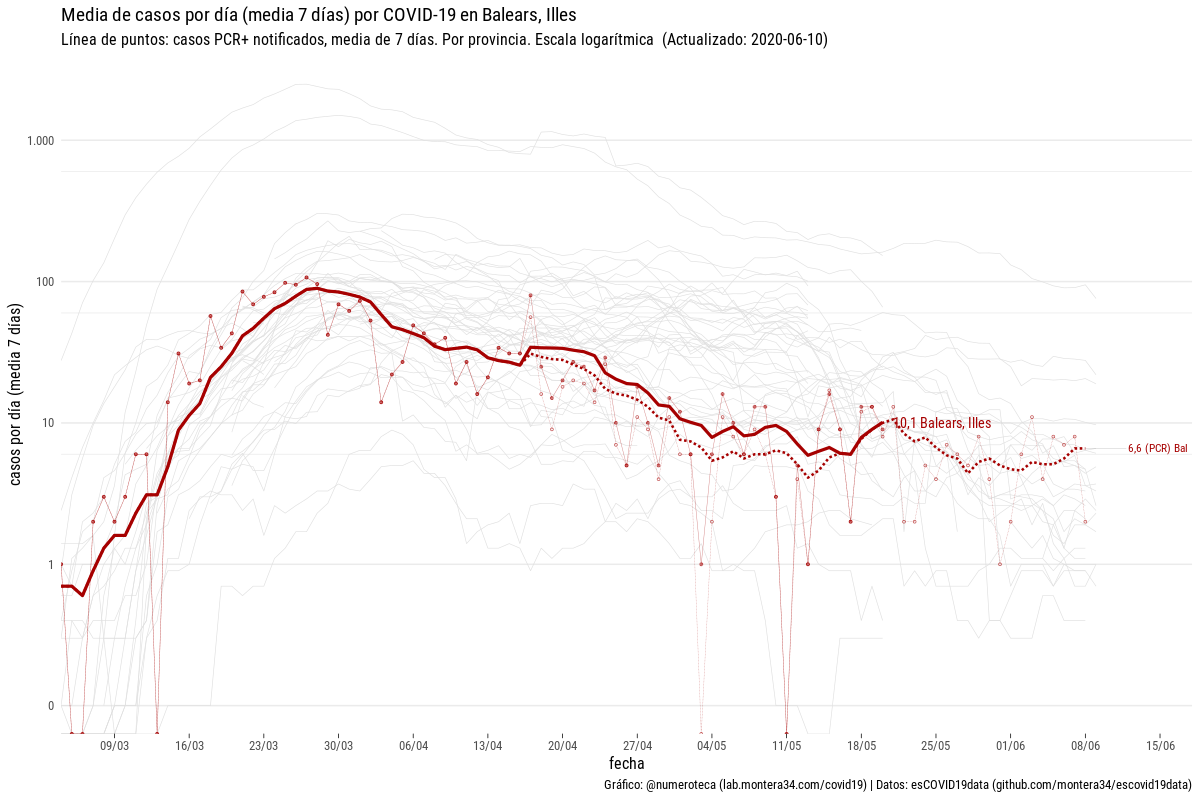 Media de casos por día (media 7 días) por COVID-19 en Balears, Illes
Línea de puntos: casos PCR+ notificados, media de 7 días. Por provincia. Escala logarítmica (Actualizado: 2020-06-10)
casos por día (media 7 días)
1.000
100
10
1
0
10,1 Balears, Illes
6,6 (PCR) Bal
09/03 16/03 23/03 30/03 06/04 13/04 20/04 27/04 04/05 11/05 18/05 25/05 01/06 08/06 15/06
fecha
Gráfico: @numeroteca (lab.montera34.com/covid19) | Datos: esCOVID19data (github.com/montera34/escovid19data)